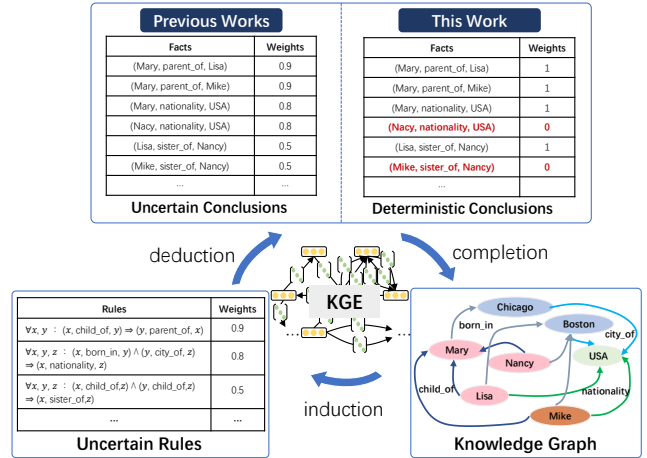 Previous Works
This Work
Facts Weights
(Mary, parent_of, Lisa) 0.9
(Mary, parent_of, Mike) 0.9
(Mary, nationality, USA) 0.8
(Nacy, nationality, USA) 0.8
(Lisa, sister_of, Nancy) 0.5
(Mike, sister_of, Nancy) 0.5
... ...
Uncertain Conclusions
Facts Weights
(Mary, parent_of, Lisa) 1
(Mary, parent_of, Mike) 1
(Mary, nationality, USA) 1
(Nacy, nationality, USA) 0
(Lisa, sister_of, Nancy) 1
(Mike, sister_of, Nancy) 0
...
Deterministic Conclusions
deduction
completion
KGE
...
...
induction
Rules Weights
∀x, y : (x, child_of, y) ⇒ (y, parent_of, x) 0.9
∀x, y, z : (x, born_in, y) ∧ (y, city_of, z)
⇒ (x, nationality, z) 0.8
∀x, y, z : (x, child_of,z) ∧ (y, child_of,z)
⇒ (x, sister_of,z) 0.5
... ...
Uncertain Rules
Chicago
born_in
Boston
city_of
Mary
USA
Nancy
child_of
Lisa
nationality
Mike
Knowledge Graph